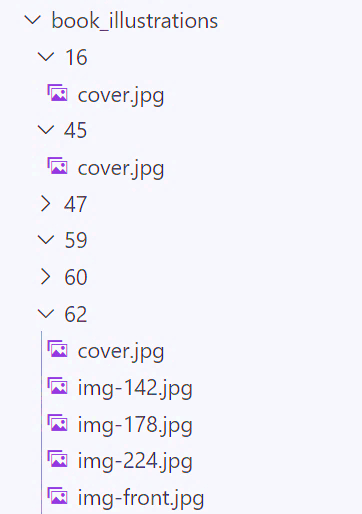 book_illustrations
16
cover.jpg
45
cover.jpg
47
59
60
62
cover.jpg
img-142.jpg
img-178.jpg
img-224.jpg
img-front.jpg